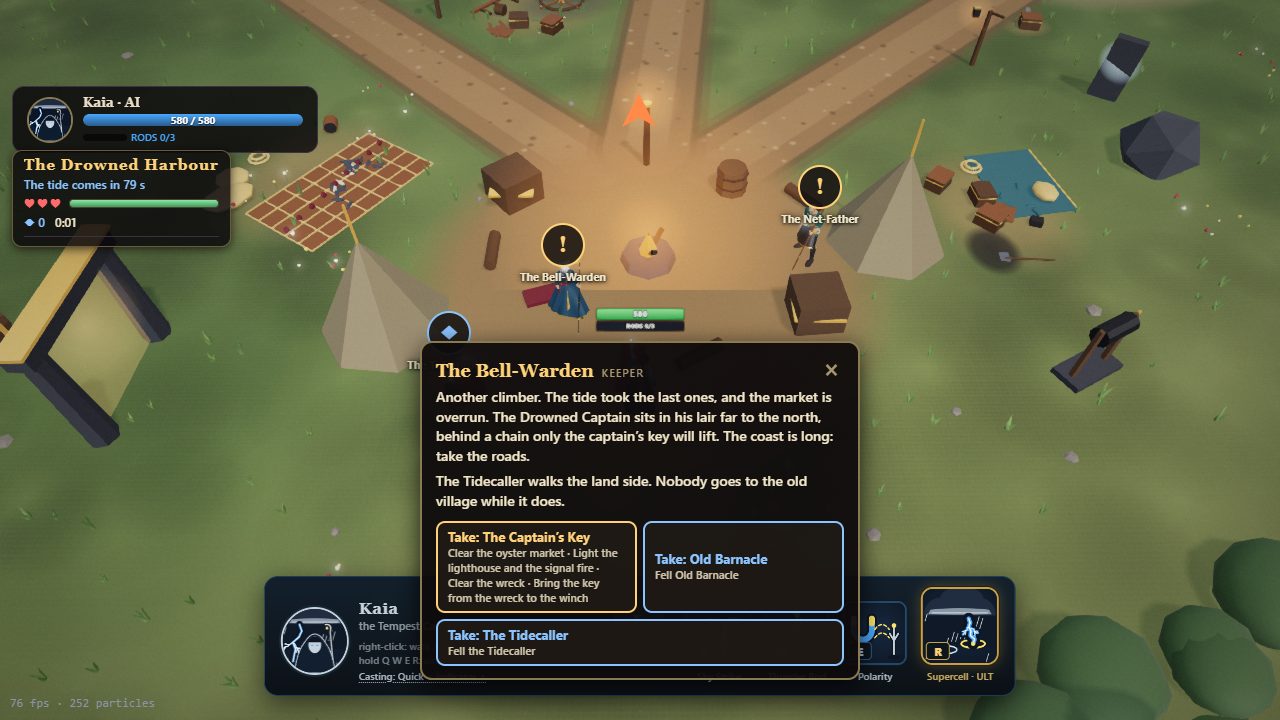 Kaia · AI
580 / 580
RODS 0/3
The Drowned Harbour
The tide comes in 79 s
0 0:01
The Net-Father
The Bell-Warden
580
RODS 0/3
The
The Bell-Warden KEEPER
Another climber. The tide took the last ones, and the market is
overrun. The Drowned Captain sits in his lair far to the north,
behind a chain only the captain's key will lift. The coast is long:
take the roads.
The Tidecaller walks the land side. Nobody goes to the old
village while it does.
Take: The Captain's Key
Clear the oyster market · Light the
lighthouse and the signal fire ·
Clear the wreck · Bring the key
from the wreck to the winch
Take: Old Barnacle
Fell Old Barnacle
Take: The Tidecaller
Fell the Tidecaller
Kaia
the Tempest
right-click:
hold Q W E R
Casting: Quick
E
Polarity
R
Supercell · ULT
76 fps · 252 particles